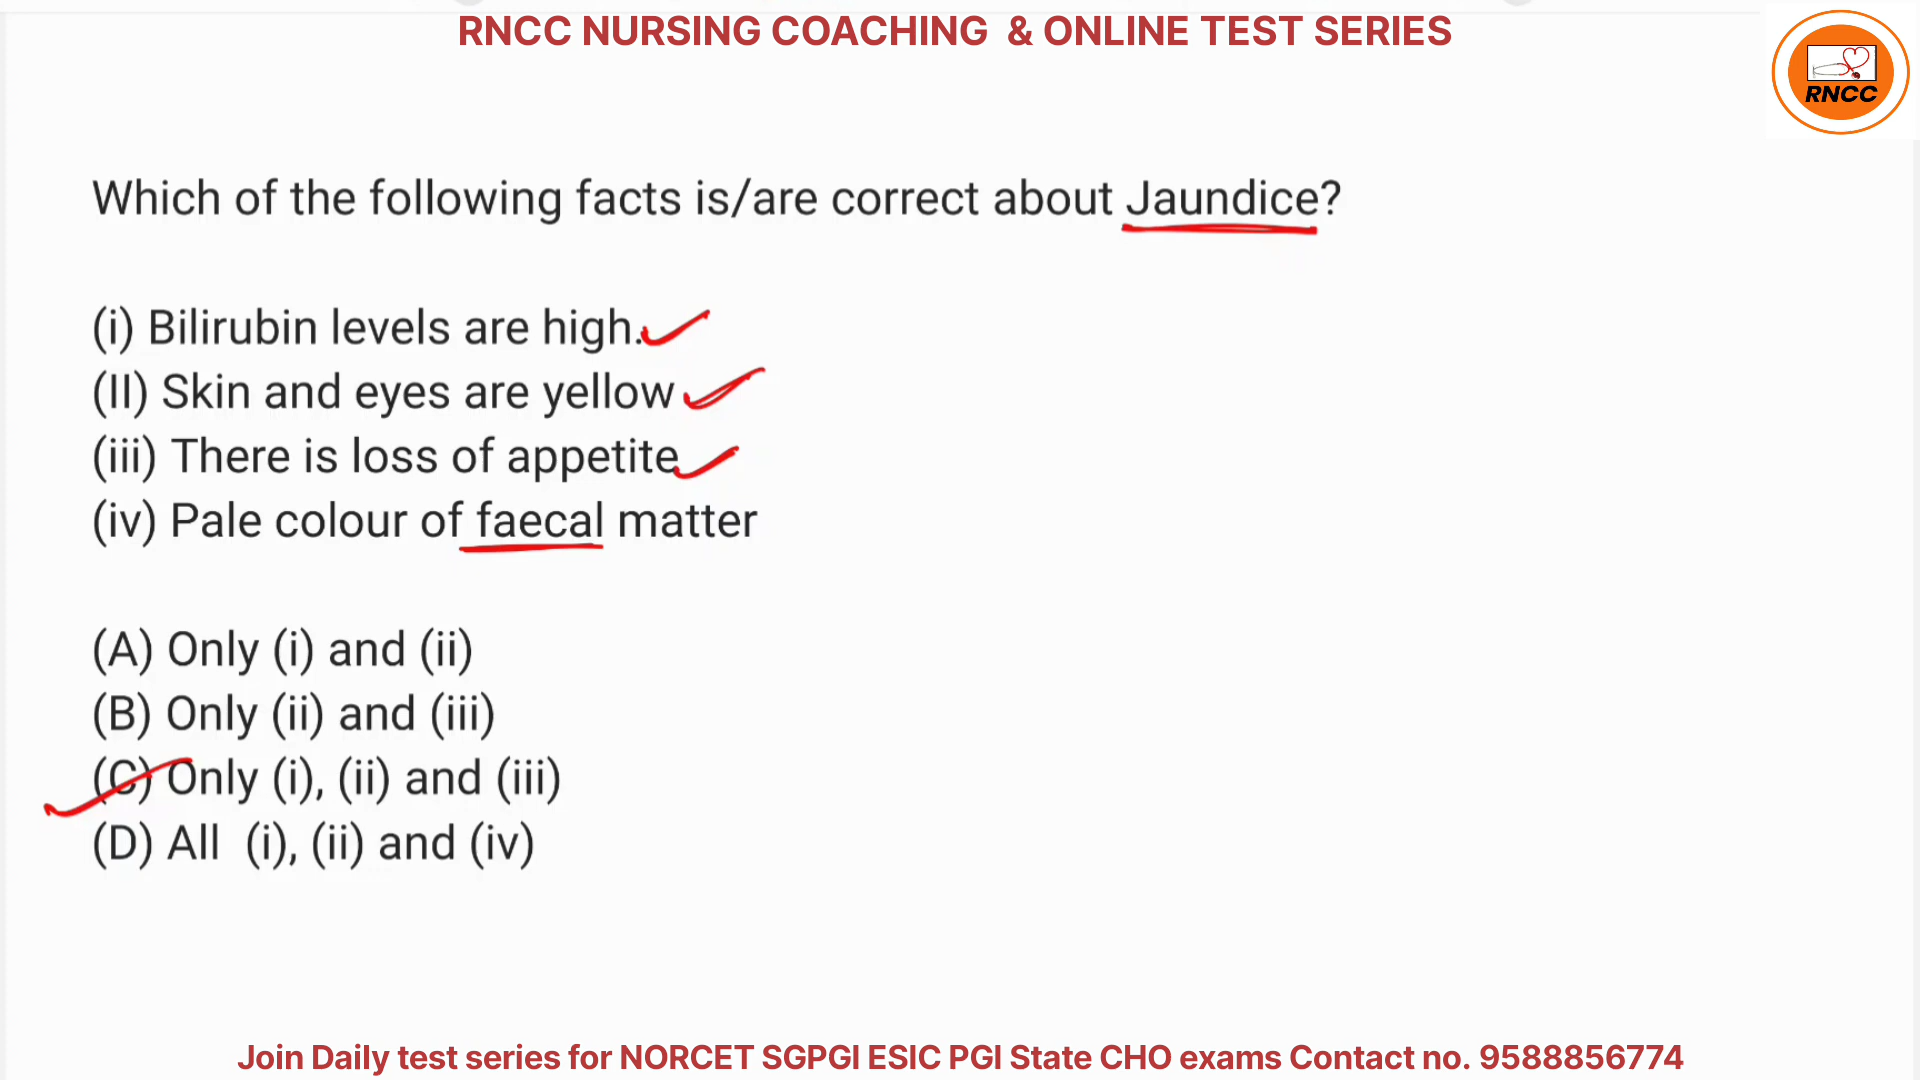 RNCC NURSING COACHING & ONLINE TEST SERIES
RNCC
Which of the following facts is/are correct about Jaundice?
(i) Bilirubin levels are high.
(II) Skin and eyes are yellow
(iii) There is loss of appetite
(iv) Pale colour of faecal matter
(A) Only (i) and (ii)
(B) Only (ii) and (iii)
(C) Only (i), (ii) and (iii)
(D) All (i), (ii) and (iv)
Join Daily test series for NORCET SGPGI ESIC PGI State CHO exams Contact no. 9588856774